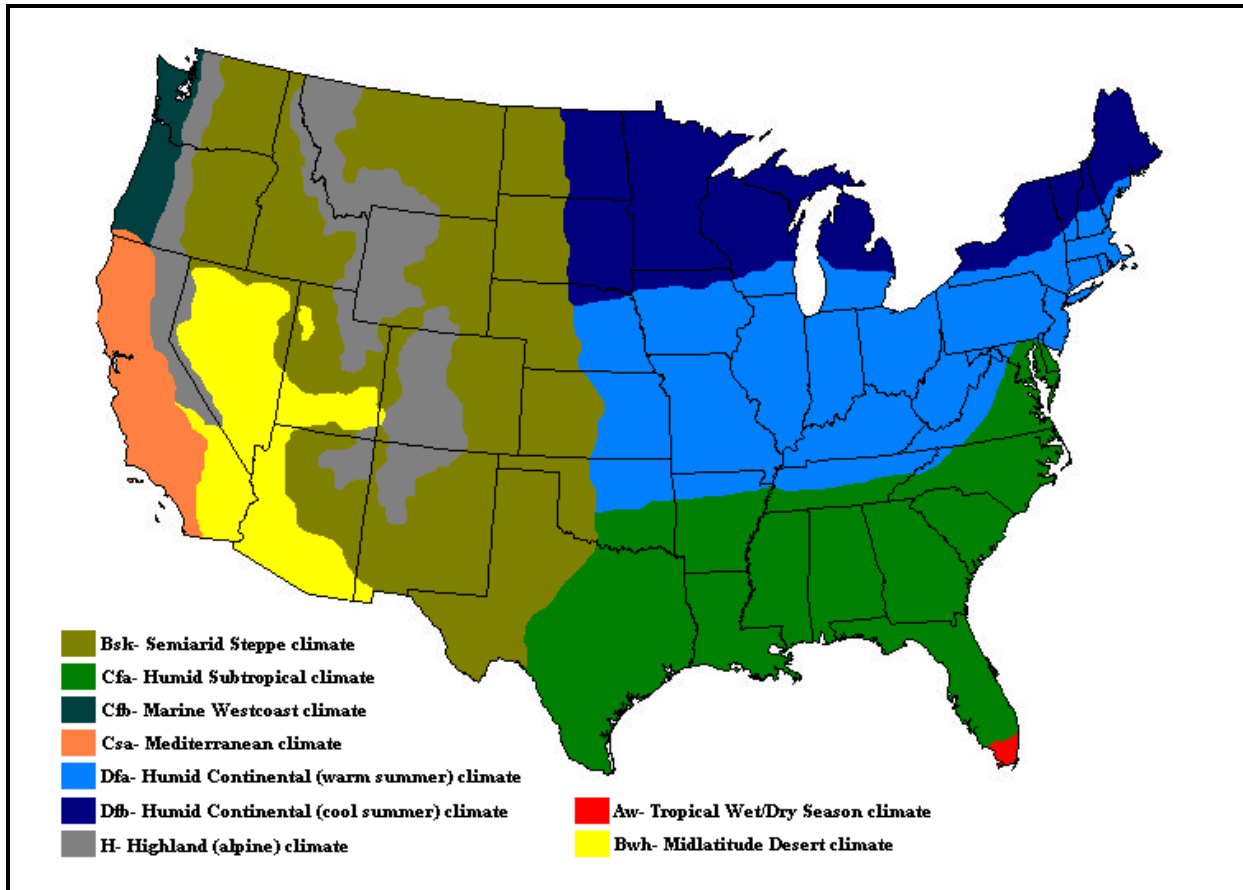 Bsk- Semiarid Steppe climate
Cfa- Humid Subtropical climate
Cfb- Marine Westcoast climate
Csa- Mediterranean climate
Dfa- Humid Continental (warm summer) climate
Dfb- Humid Continental (cool summer) climate
H- Highland (alpine) climate
Aw- Tropical Wet/Dry Season climate
Bwh- Midlatitude Desert climate